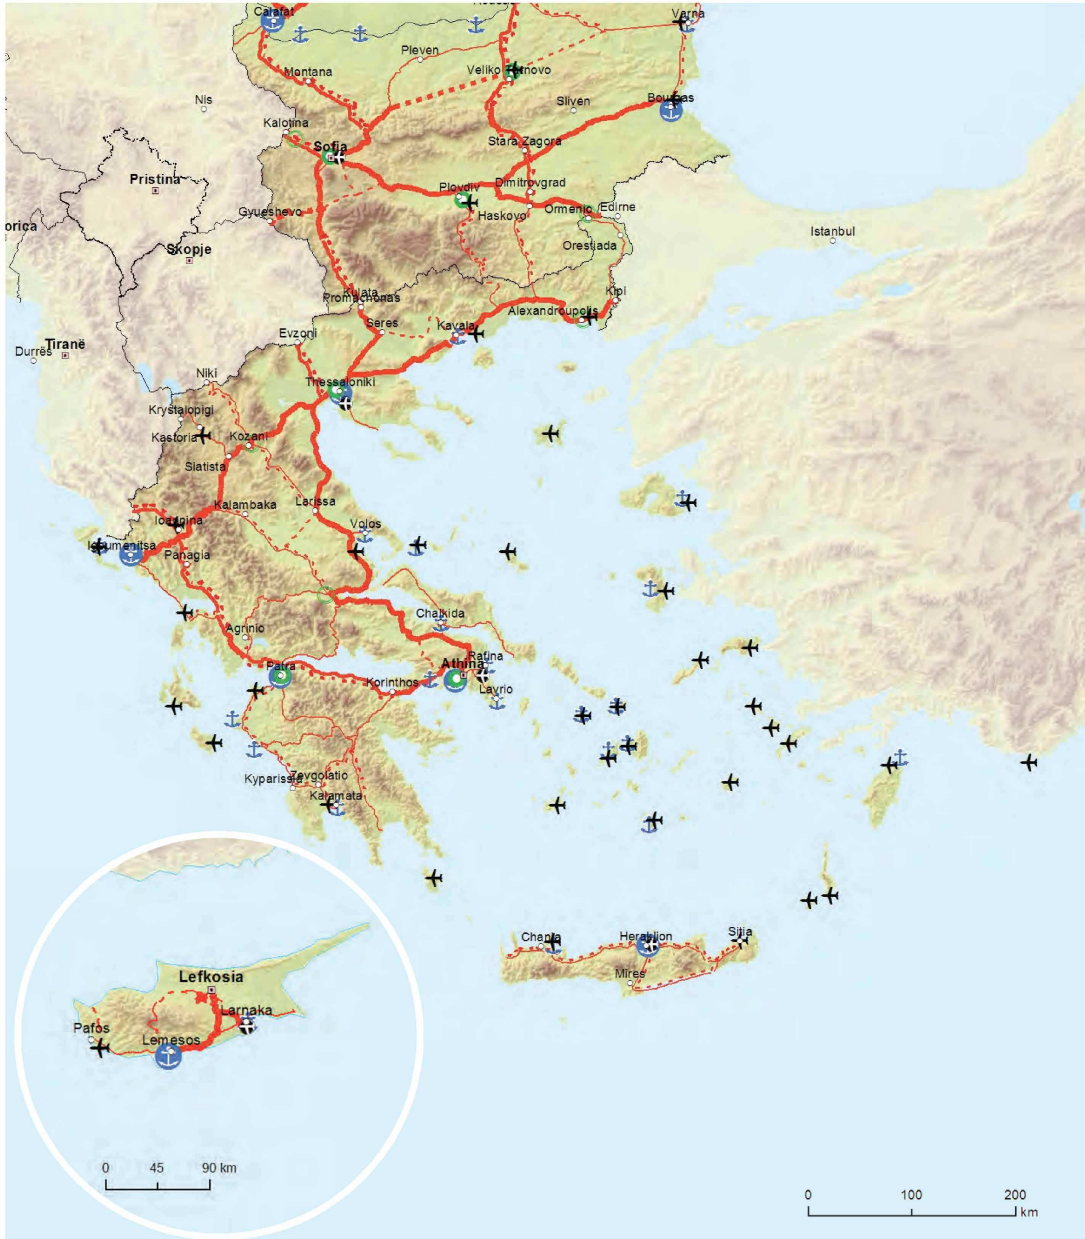 Calafat
Varna
Pleven
Montana
Veliko Tarnovo
Nis
Sliven
Bourgas
Kalotina
Sofia
Stara Zagora
Pristina
Plovdiv
Dimitrovgrad
Gyueshevo
Haskovo
Ormenio
Edirne
orica
Istanbul
Skopje
Orestiada
Kulata
Promachonas
Kipi
Alexandroupolis
Seres
Kavala
Evzoni
Tiranë
Durrës
Niki
Thessaloniki
Krystalopigi
Kastoria
Kozani
Siatista
Kalambaka
Larissa
Ioannina
Volos
Igoumenitsa
Panagia
Chalkida
Agrinio
Rafina
Athina
Patra
Korinthos
Lavrio
Kyparissia
Zevgolatio
Kalamata
Chania
Heraklion
Sitia
Mires
Lefkosia
Larnaka
Pafos
Lemesos
0 45 90 km
0 100 200
km